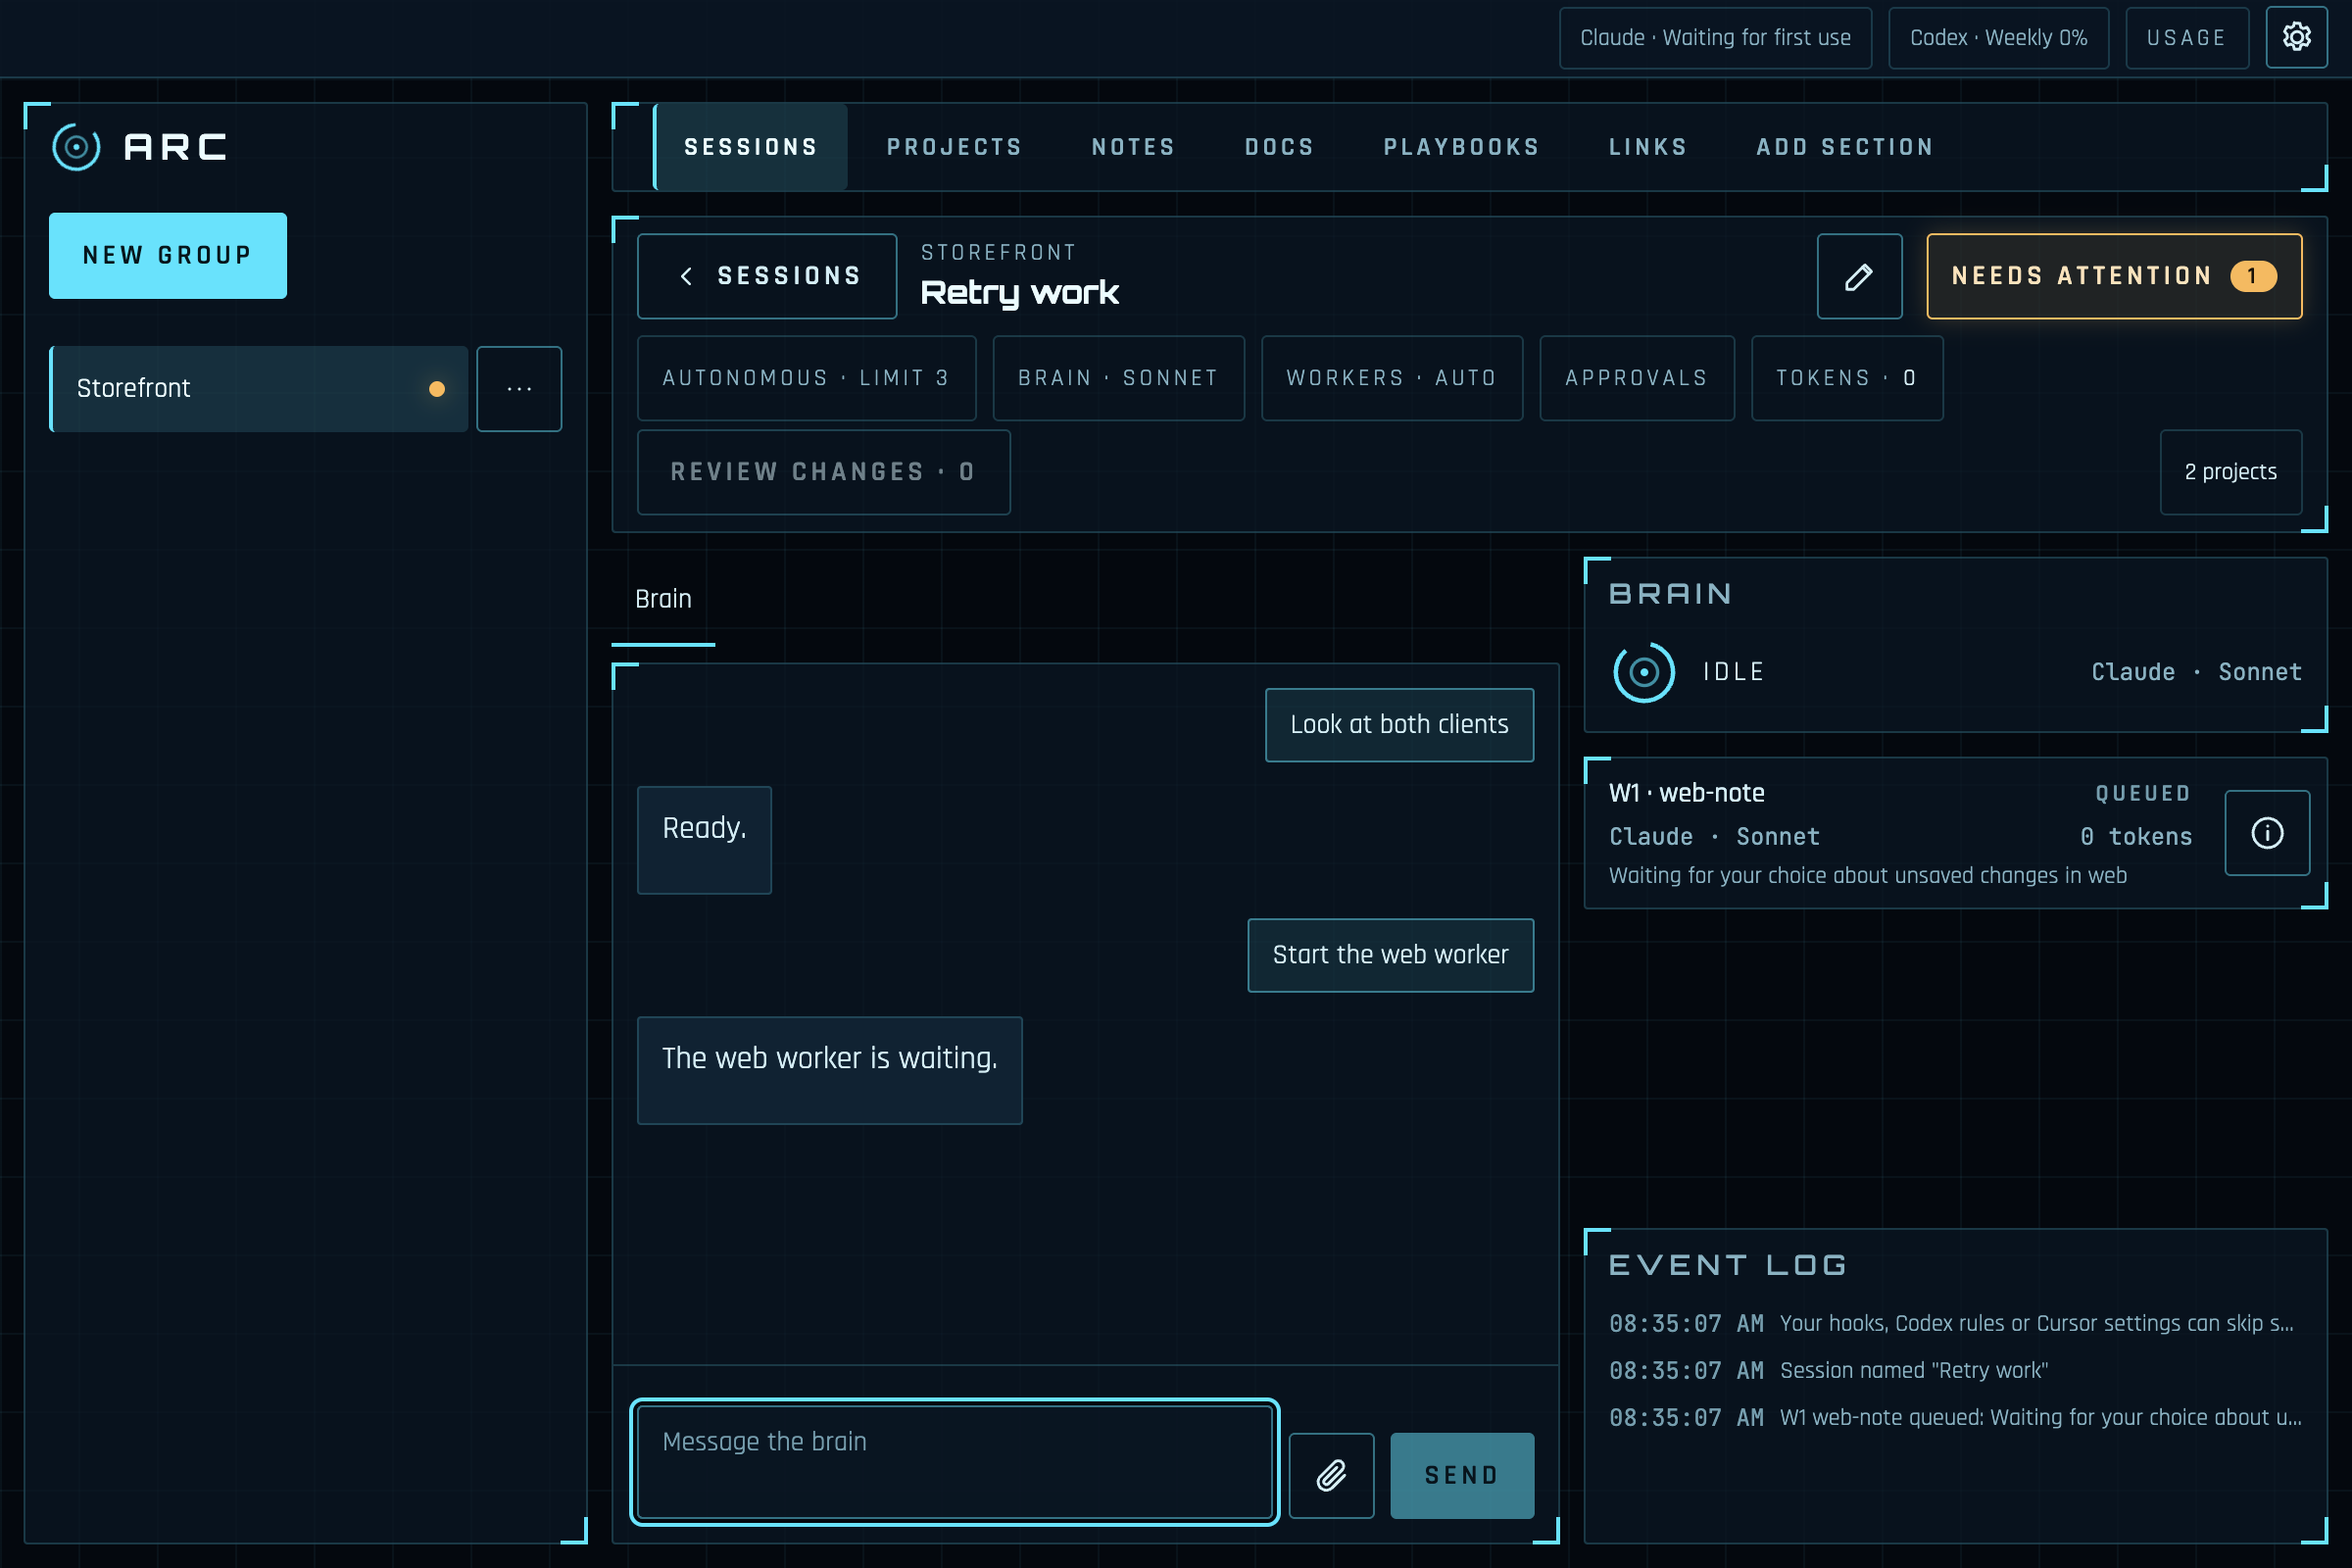 Claude · Waiting for first use
Codex · Weekly 0%
USAGE
ARC
NEW GROUP
Storefront
...
SESSIONS
PROJECTS
NOTES
DOCS
PLAYBOOKS
LINKS
ADD SECTION
SESSIONS
STOREFRONT
Retry work
NEEDS ATTENTION 1
AUTONOMOUS · LIMIT 3
BRAIN · SONNET
WORKERS · AUTO
APPROVALS
TOKENS · 0
REVIEW CHANGES · 0
2 projects
Brain
Look at both clients
Ready.
Start the web worker
The web worker is waiting.
Message the brain
SEND
BRAIN
IDLE
Claude · Sonnet
W1 · web-note
QUEUED
Claude · Sonnet
0 tokens
Waiting for your choice about unsaved changes in web
EVENT LOG
08:35:07 AM Your hooks, Codex rules or Cursor settings can skip s...
08:35:07 AM Session named "Retry work"
08:35:07 AM W1 web-note queued: Waiting for your choice about u...